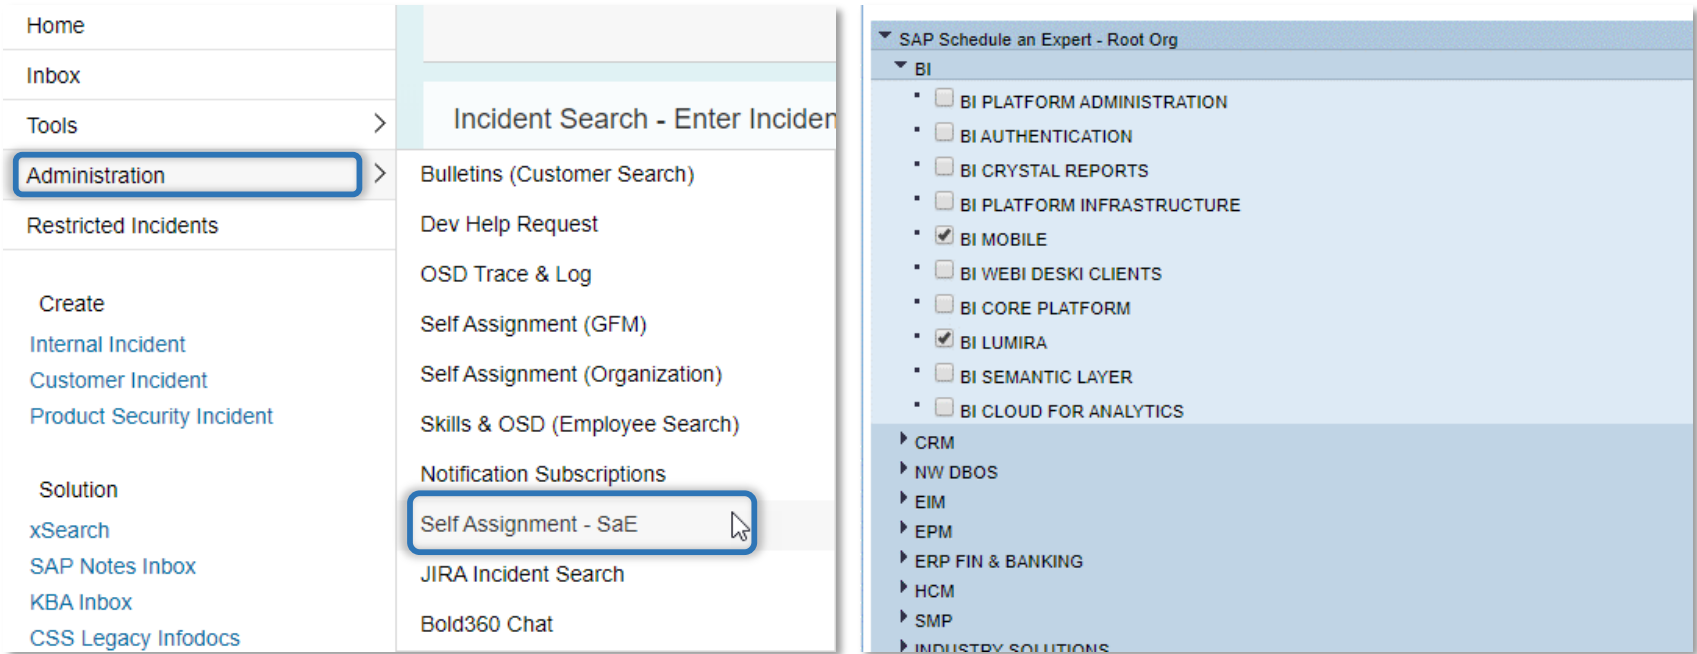 Home
Inbox
Tools
Administration
Restricted Incidents
Create
Internal Incident
Customer Incident
Product Security Incident
Solution
xSearch
SAP Notes Inbox
KBA Inbox
CSS Legacy Infodocs
Incident Search - Enter Inciden
Bulletins (Customer Search)
Dev Help Request
OSD Trace & Log
Self Assignment (GFM)
Self Assignment (Organization)
Skills & OSD (Employee Search)
Notification Subscriptions
Self Assignment - SaE
JIRA Incident Search
Bold360 Chat
SAP Schedule an Expert - Root Org
BI
BI PLATFORM ADMINISTRATION
BI AUTHENTICATION
BI CRYSTAL REPORTS
BI PLATFORM INFRASTRUCTURE
BI MOBILE
BI WEBI DESKI CLIENTS
BI CORE PLATFORM
BI LUMIRA
BI SEMANTIC LAYER
BI CLOUD FOR ANALYTICS
CRM
NW DBOS
EIM
EPM
ERP FIN & BANKING
HCM
SMP
INDUSTRY SOLUTIONS